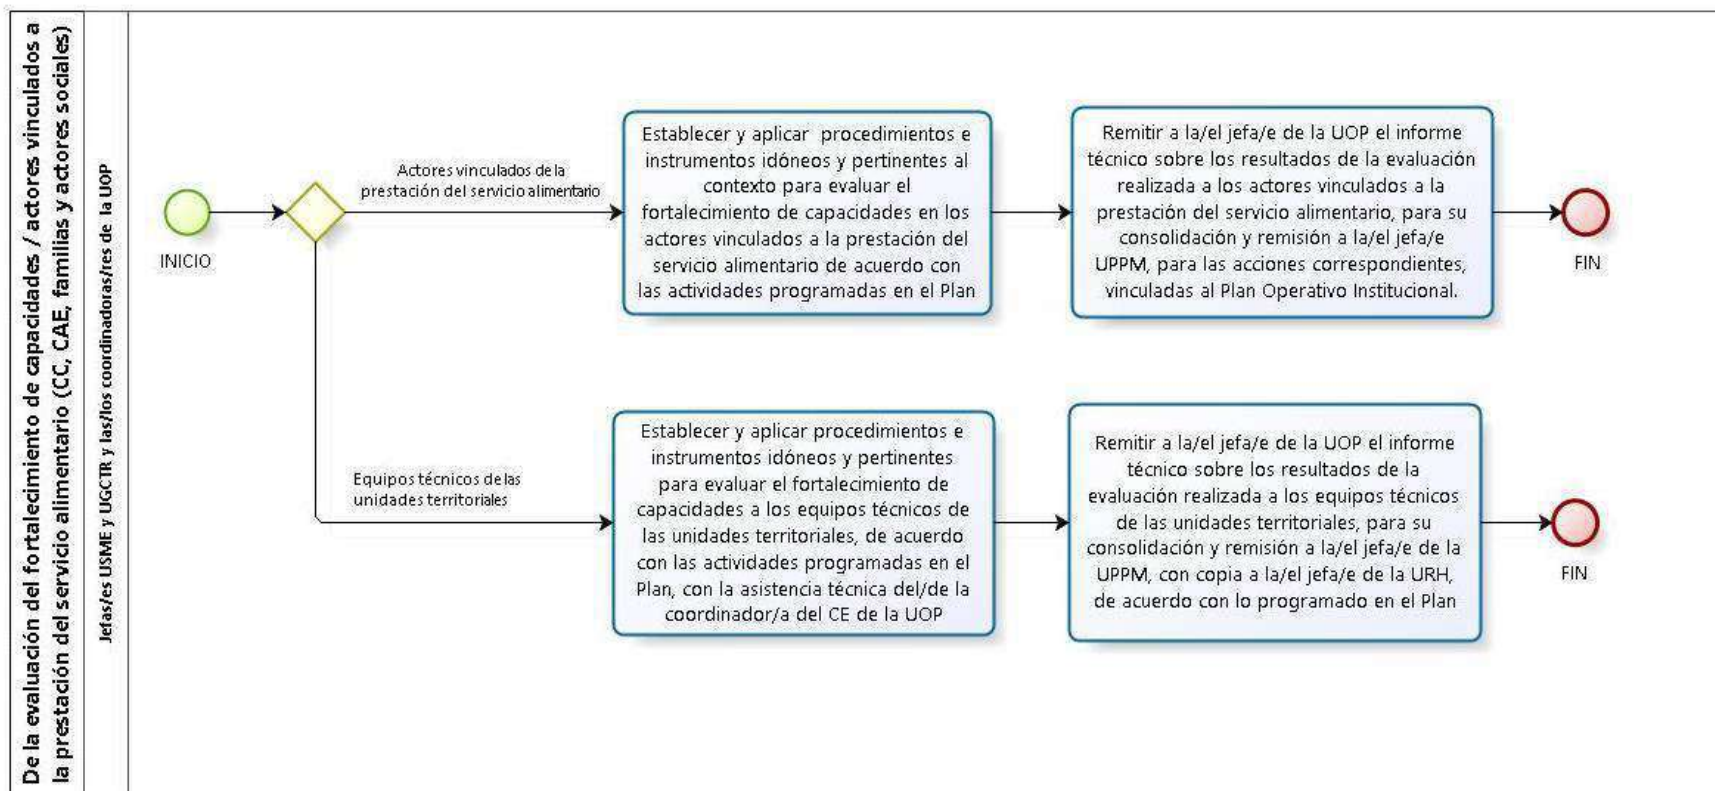 De la evaluación del fortalecimiento de capacidades / actores vinculados a
la prestación del servicio alimentario (CC, CAE, familias y actores sociales)
Jefas/es USME y UGCTR y las/los coordinadoras/res de la UOP
INICIO
Actores vinculados de la
prestación del servicio alimentario
Establecer y aplicar procedimientos e
instrumentos idóneos y pertinentes al
contexto para evaluar el
fortalecimiento de capacidades en los
actores vinculados a la prestación del
servicio alimentario de acuerdo con
las actividades programadas en el Plan
Remitir a la/el jefa/e de la UOP el informe
técnico sobre los resultados de la evaluación
realizada a los actores vinculados a la
prestación del servicio alimentario, para su
consolidación y remisión a la/el jefa/e
UPPM, para las acciones correspondientes,
vinculadas al Plan Operativo Institucional.
FIN
Equipos técnicos de las
unidades territoriales
Establecer y aplicar procedimientos e
instrumentos idóneos y pertinentes
para evaluar el fortalecimiento de
capacidades a los equipos técnicos de
las unidades territoriales, de acuerdo
con las actividades programadas en el
Plan, con la asistencia técnica del/de la
coordinador/a del CE de la UOP
Remitir a la/el jefa/e de la UOP el informe
técnico sobre los resultados de la
evaluación realizada a los equipos técnicos
de las unidades territoriales, para su
consolidación y remisión a la/el jefa/e de la
UPPM, con copia a la/el jefa/e de la URH,
de acuerdo con lo programado en el Plan
FIN